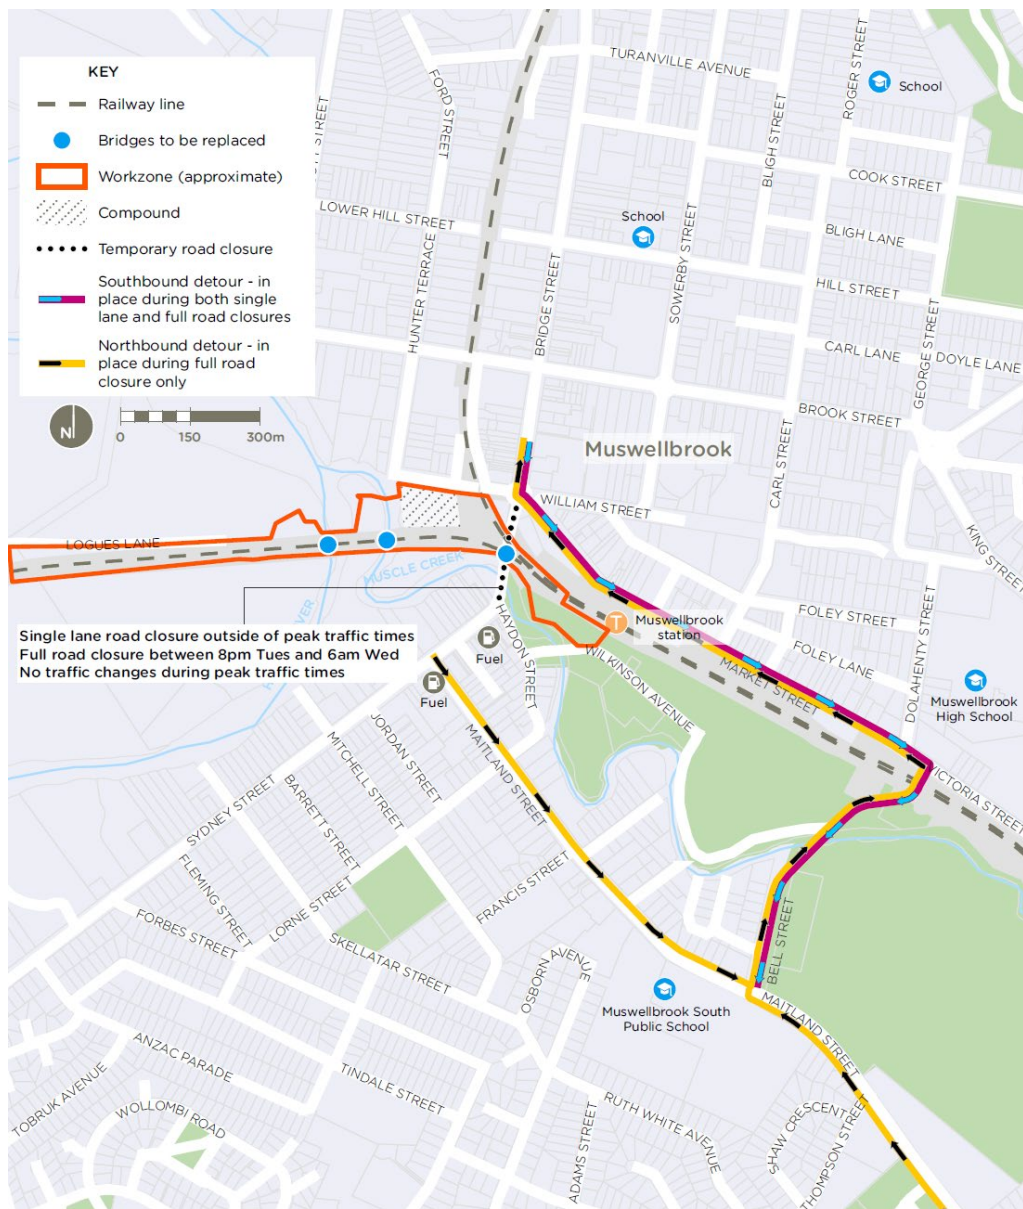 KEY
Railway line
Bridges to be replaced
Workzone (approximate)
Compound
Temporary road closure
Southbound detour - in
place during both single
lane and full road closures
Northbound detour - in
place during full road
closure only
N
0
150
300m
TURANVILLE AVENUE
ROGER STREET
School
FORD STREET
BLIGH STREET
COOK STREET
LOWER HILL STREET
School
BLIGH LANE
SOWERBY STREET
HUNTER TERRACE
BRIDGE STREET
HILL STREET
GEORGE STREET
CARL LANE
DOYLE LANE
BROOK STREET
Muswellbrook
CARL STREET
WILLIAM STREET
KING STREET
LOGUES LANE
MUSCLE CREEK
Single lane road closure outside of peak traffic times
Full road closure between 8pm Tues and 6am Wed
No traffic changes during peak traffic times
HAYDON STREET
Fuel
Fuel
T
Muswellbrook
station
FOLEY STREET
FOLEY LANE
WILKINSON AVENUE
MARKET STREET
DOLAHENTY STREET
Muswellbrook
High School
VICTORIA STREET
MAITLAND STREET
JORDAN STREET
MITCHELL STREET
BARRETT STREET
SYDNEY STREET
FLEMING STREET
LORNE STREET
FRANCIS STREET
FORBES STREET
SKELLATAR STREET
OSBORN AVENUE
BELL STREET
Muswellbrook South
Public School
MAITLAND STREET
ANZAC PARADE
TINDALE STREET
TOBRUK AVENUE
WOLLOMBI ROAD
RUTH WHITE AVENUE
ADAMS STREET
SHAW CRESCENT
THOMPSON STREET